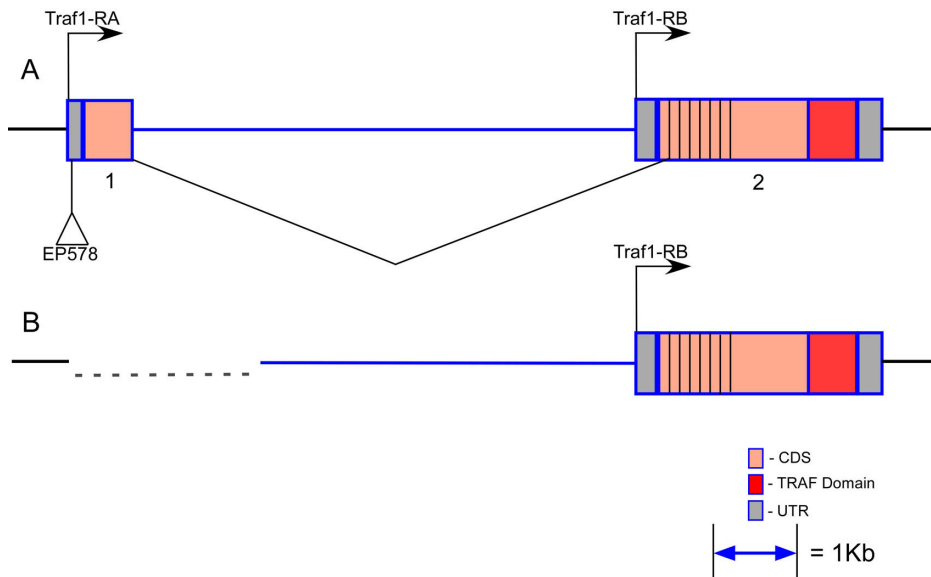 Traf1-RA
Traf1-RB
A
1
2
EP578
Traf1-RB
B
- CDS
- TRAF Domain
- UTR
= 1Kb